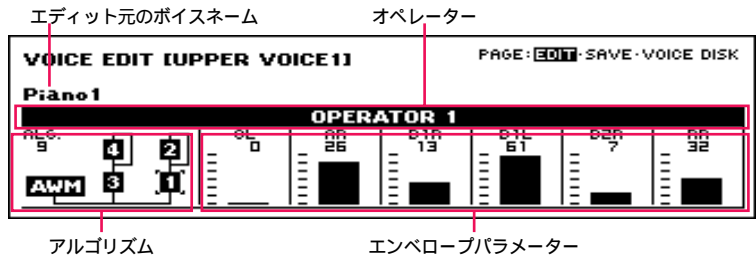 エディット元のボイスネーム
オペレーター
VOICE EDIT [UPPER VOICE1]
PAGE:EDIT·SAVE·VOICE DISK
Piano1
OPERATOR 1
ALG. OL AR D1R D1L D2R RR
9 0 26 13 61 7 32
4 2
AWM 3 1
アルゴリズム
エンベロープパラメーター